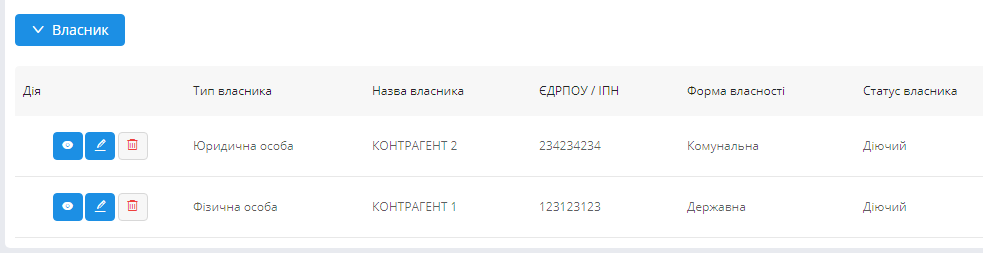 Власник
Дія Тип власника Назва власника ЄДРПОУ / ІПН Форма власності Статус власника
Юридична особа КОНТРАГЕНТ 2 234234234 Комунальна Діючий
Фізична особа КОНТРАГЕНТ 1 123123123 Державна Діючий